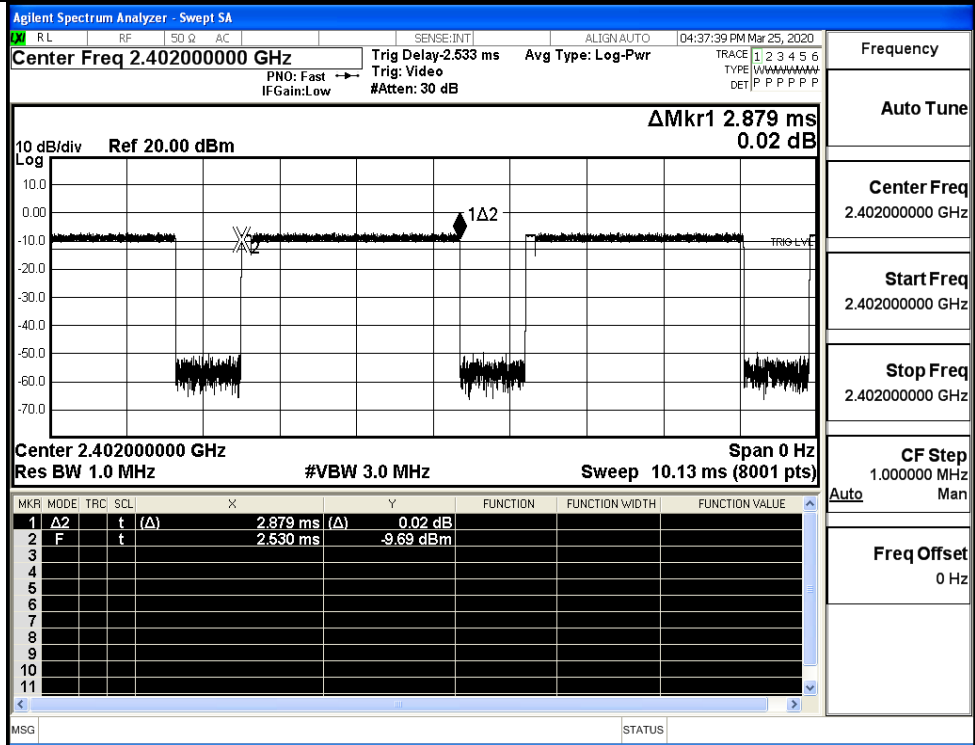 Agilent Spectrum Analyzer - Swept SA
LXI RL RF 50 Ω AC SENSE:INT ALIGN AUTO 04:37:39 PM Mar 25, 2020
Center Freq 2.402000000 GHz
PNO: Fast
IFGain:Low
Trig Delay-2.533 ms
Trig: Video
#Atten: 30 dB
Avg Type: Log-Pwr
TRACE 1 2 3 4 5 6
TYPE WWWWWW
DET P P P P P P
ΔMkr1 2.879 ms
0.02 dB
10 dB/div Ref 20.00 dBm
Log
10.0
0.00
-10.0
-20.0
-30.0
-40.0
-50.0
-60.0
-70.0
1Δ2
2
TRIG LVL
Center 2.402000000 GHz Span 0 Hz
Res BW 1.0 MHz #VBW 3.0 MHz Sweep 10.13 ms (8001 pts)
MKR MODE TRC SCL X Y FUNCTION FUNCTION WIDTH FUNCTION VALUE
1 Δ2 t (Δ) 2.879 ms (Δ) 0.02 dB
2 F t 2.530 ms -9.69 dBm
3
4
5
6
7
8
9
10
11
MSG STATUS
Frequency
Auto Tune
Center Freq
2.402000000 GHz
Start Freq
2.402000000 GHz
Stop Freq
2.402000000 GHz
CF Step
1.000000 MHz
Auto Man
Freq Offset
0 Hz